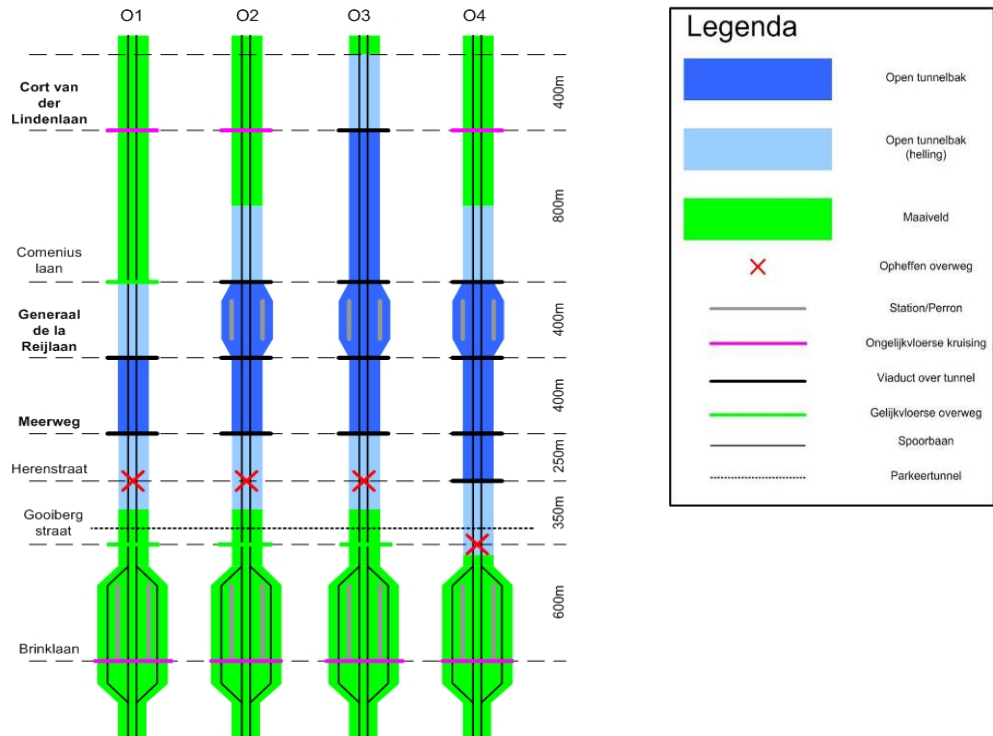 O1 O2 O3 O4
Cort van
der
Lindenlaan
Comenius
laan
Generaal
de la
Reijlaan
Meerweg
Herenstraat
Gooiberg
straat
Brinklaan
400m
800m
400m
400m
250m
350m
600m
Legenda
Open tunnelbak
Open tunnelbak
(helling)
Maaiveld
Opheffen overweg
Station/Perron
Ongelijkvloerse kruising
Viaduct over tunnel
Gelijkvloerse overweg
Spoorbaan
Parkeertunnel